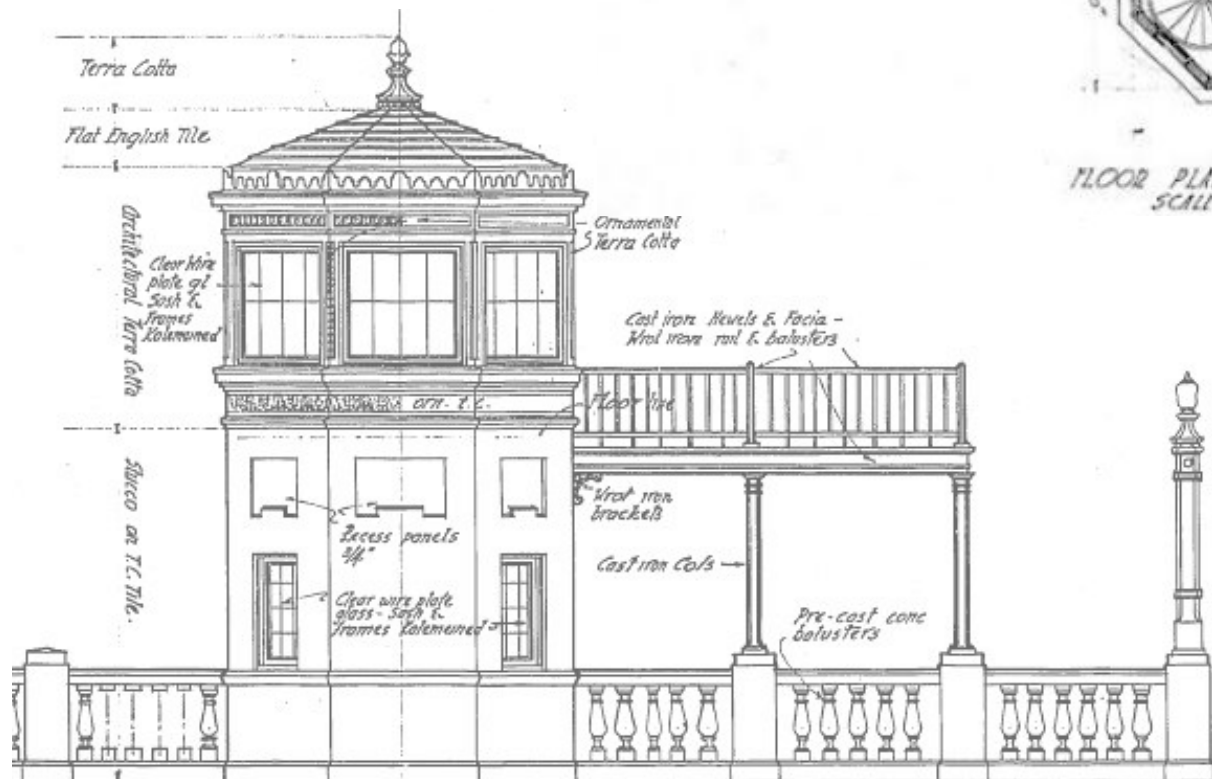 Terra Cotta
Flat English Tile
Architectural Terra Cotta
Stucco on T.C. Tile.
Clear Wire
plate gl
Sash &
Frames
Kalemeined
Ornamental
Terra Cotta
orn. t.c.
Floor line
Recess panels
3/4"
Clear wire plate
glass - Sash &
Frames Kalemeined
Cast iron Newels & Facia -
Wrot iron rail & balusters
Wrot iron
brackets
Cast iron Cols
Pre-cast conc
balusters
FLOOR PLA
SCALE